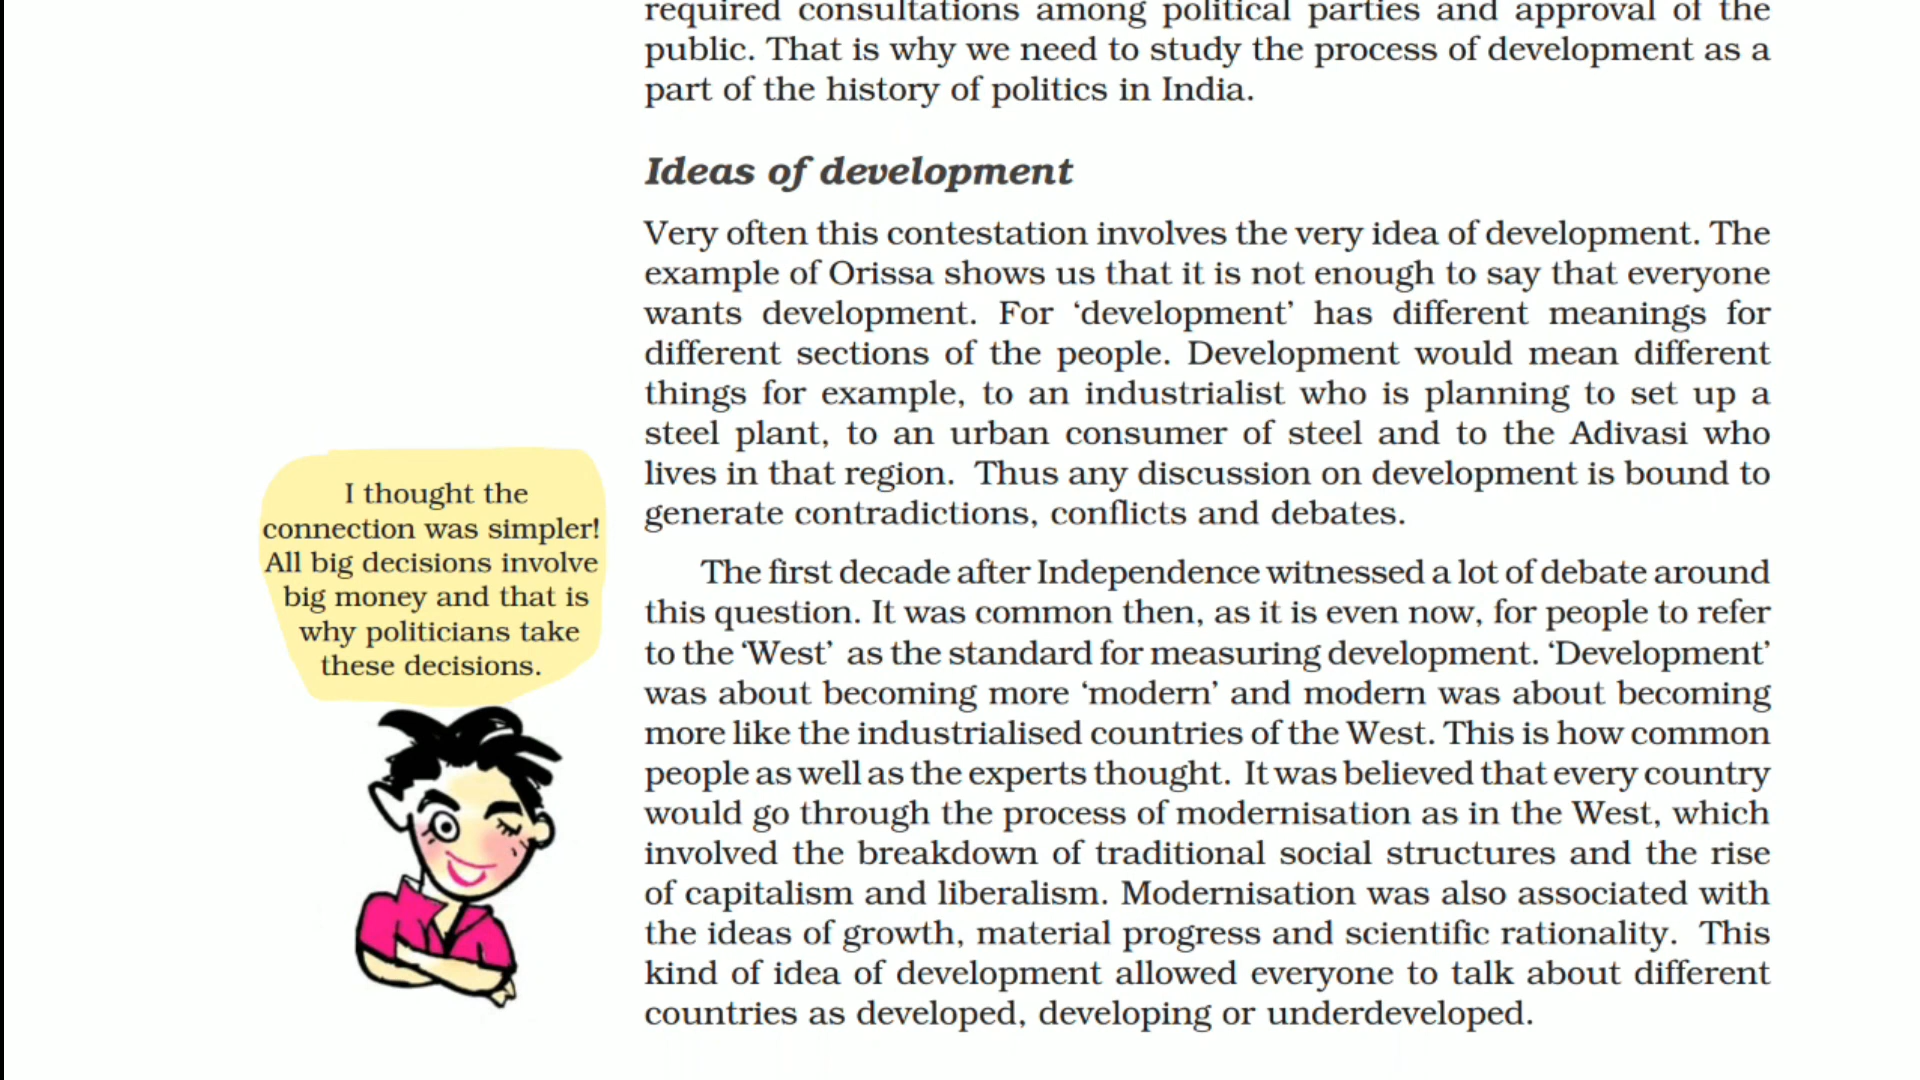 required consultations among political parties and approval of the
public. That is why we need to study the process of development as a
part of the history of politics in India.
Ideas of development
Very often this contestation involves the very idea of development. The
example of Orissa shows us that it is not enough to say that everyone
wants development. For ‘development’ has different meanings for
different sections of the people. Development would mean different
things for example, to an industrialist who is planning to set up a
steel plant, to an urban consumer of steel and to the Adivasi who
lives in that region. Thus any discussion on development is bound to
generate contradictions, conflicts and debates.
The first decade after Independence witnessed a lot of debate around
this question. It was common then, as it is even now, for people to refer
to the ‘West’ as the standard for measuring development. ‘Development’
was about becoming more ‘modern’ and modern was about becoming
more like the industrialised countries of the West. This is how common
people as well as the experts thought. It was believed that every country
would go through the process of modernisation as in the West, which
involved the breakdown of traditional social structures and the rise
of capitalism and liberalism. Modernisation was also associated with
the ideas of growth, material progress and scientific rationality. This
kind of idea of development allowed everyone to talk about different
countries as developed, developing or underdeveloped.
I thought the
connection was simpler!
All big decisions involve
big money and that is
why politicians take
these decisions.